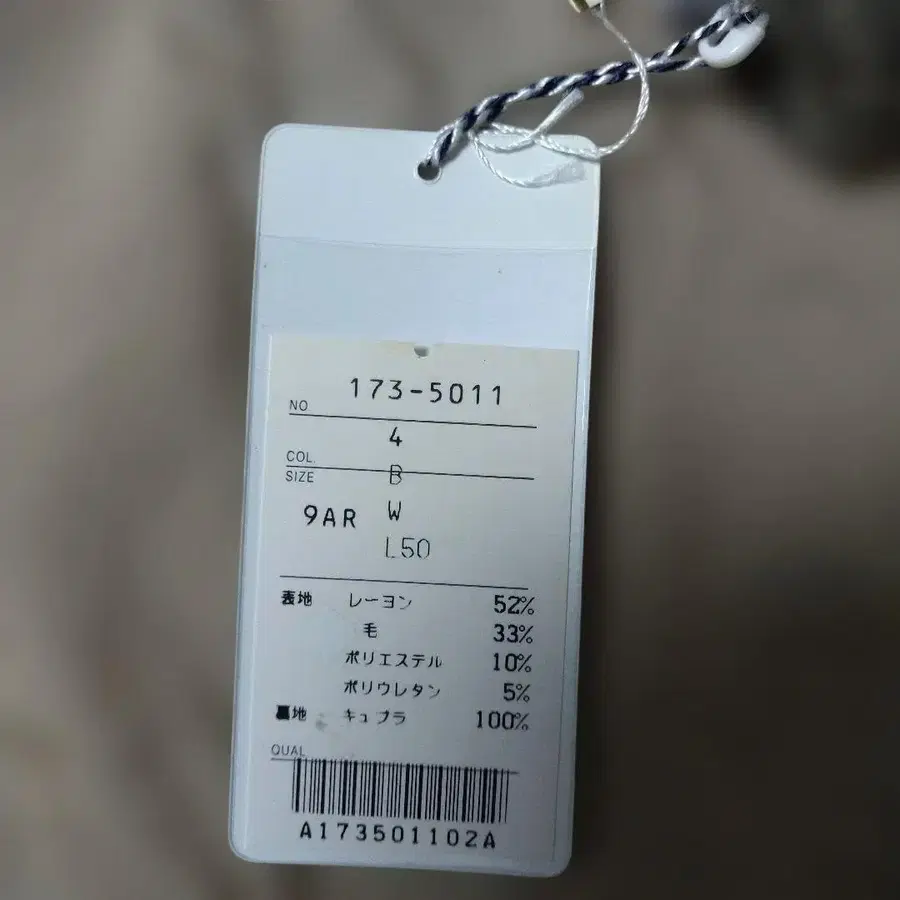 NO 173-5011
COL. 4
SIZE B
9AR W
L50
表地 レーヨン 52%
毛 33%
ポリエステル 10%
ポリウレタン 5%
裏地 キュプラ 100%
QUAL
A173501102A